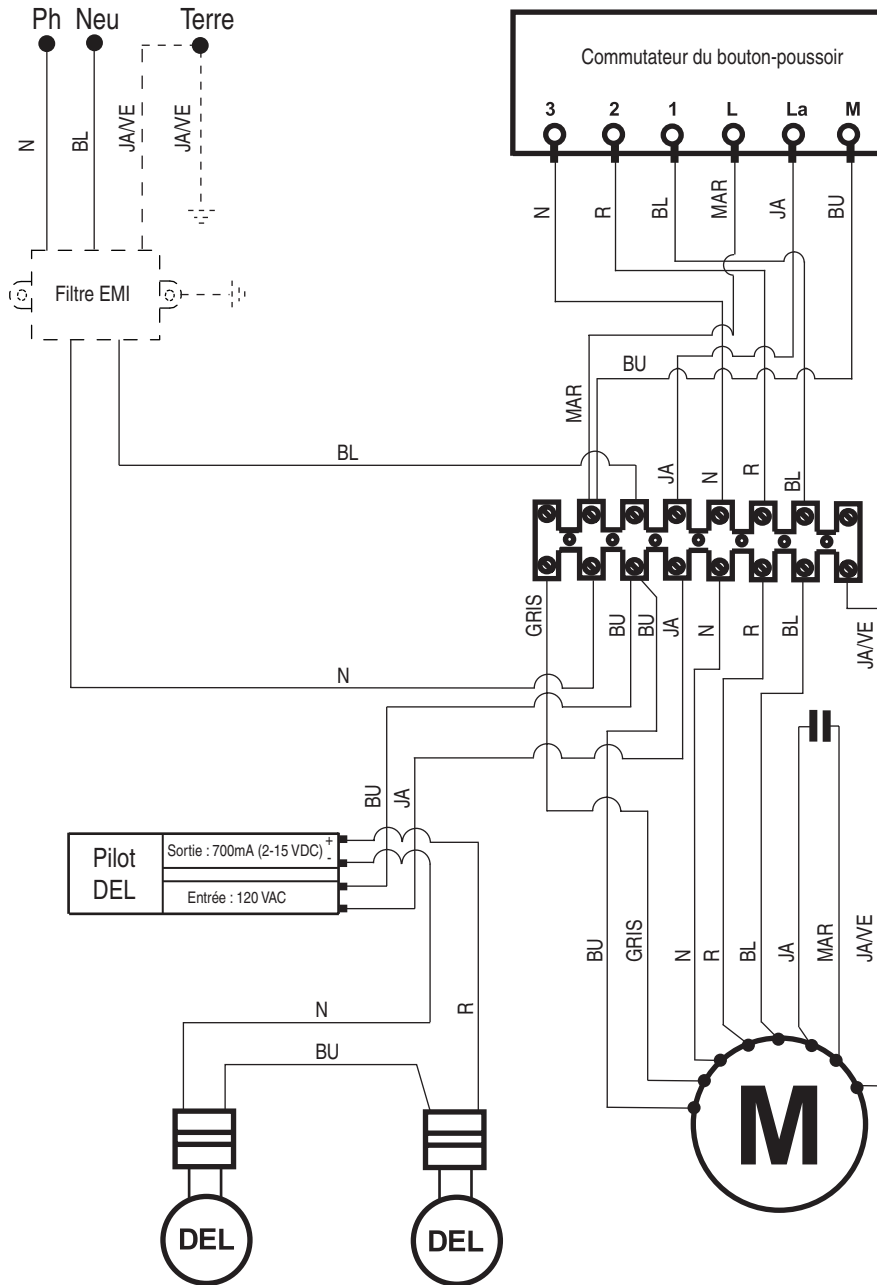 Ph Neu Terre
N
BL
JA/VE
JA/VE
Filtre EMI
Commutateur du bouton-poussoir
3 2 1 L La M
N
R
BL
MAR
JA
BU
MAR
BU
BL
JA
N
R
BL
GRIS
BU
BU
JA
N
R
BL
JA/VE
N
BU
JA
Pilot
DEL
Sortie : 700mA (2-15 VDC)
+
-
Entrée : 120 VAC
BU
GRIS
N
R
BL
JA
MAR
JA/VE
N
R
BU
M
DEL
DEL